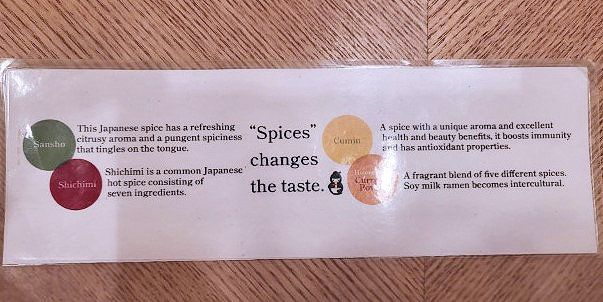 Sansho
This Japanese spice has a refreshing
citrusy aroma and a pungent spiciness
that tingles on the tongue.
Shichimi
Shichimi is a common Japanese
hot spice consisting of
seven ingredients.
“Spices”
changes
the taste.
Cumin
A spice with a unique aroma and excellent
health and beauty benefits, it boosts immunity
and has antioxidant properties.
A fragrant blend of five different spices.
Soy milk ramen becomes intercultural.